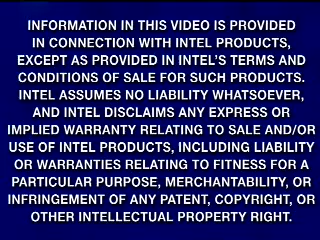 INFORMATION IN THIS VIDEO IS PROVIDED
IN CONNECTION WITH INTEL PRODUCTS,
EXCEPT AS PROVIDED IN INTEL'S TERMS AND
CONDITIONS OF SALE FOR SUCH PRODUCTS.
INTEL ASSUMES NO LIABILITY WHATSOEVER,
AND INTEL DISCLAIMS ANY EXPRESS OR
IMPLIED WARRANTY RELATING TO SALE AND/OR
USE OF INTEL PRODUCTS, INCLUDING LIABILITY
OR WARRANTIES RELATING TO FITNESS FOR A
PARTICULAR PURPOSE, MERCHANTABILITY, OR
INFRINGEMENT OF ANY PATENT, COPYRIGHT, OR
OTHER INTELLECTUAL PROPERTY RIGHT.